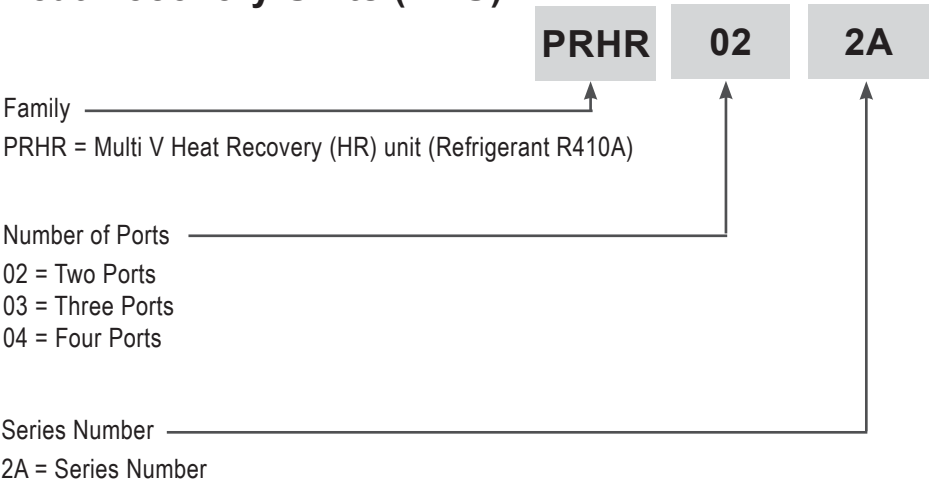 PRHR 02 2A
Family
PRHR = Multi V Heat Recovery (HR) unit (Refrigerant R410A)
Number of Ports
02 = Two Ports
03 = Three Ports
04 = Four Ports
Series Number
2A = Series Number